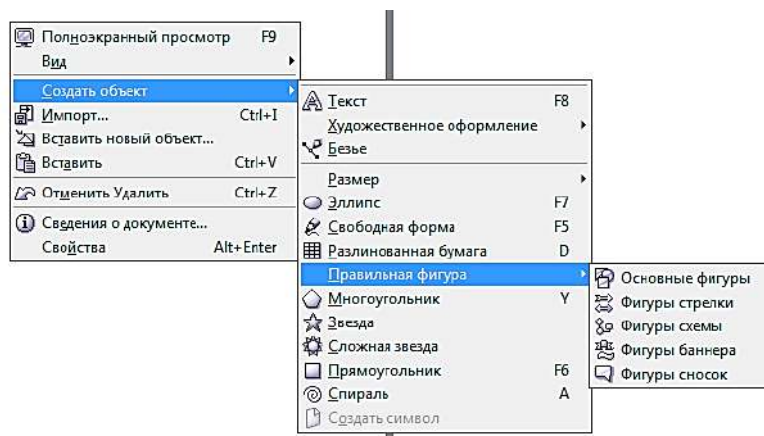 Полноэкранный просмотр F9
Вид
Создать объект
Импорт... Ctrl+I
Вставить новый объект...
Вставить Ctrl+V
Отменить Удалить Ctrl+Z
Сведения о документе...
Свойства Alt+Enter
Текст F8
Художественное оформление
Безье
Размер
Эллипс F7
Свободная форма F5
Разлинованная бумага D
Правильная фигура
Многоугольник Y
Звезда
Сложная звезда
Прямоугольник F6
Спираль A
Создать символ
Основные фигуры
Фигуры стрелки
Фигуры схемы
Фигуры баннера
Фигуры сносок